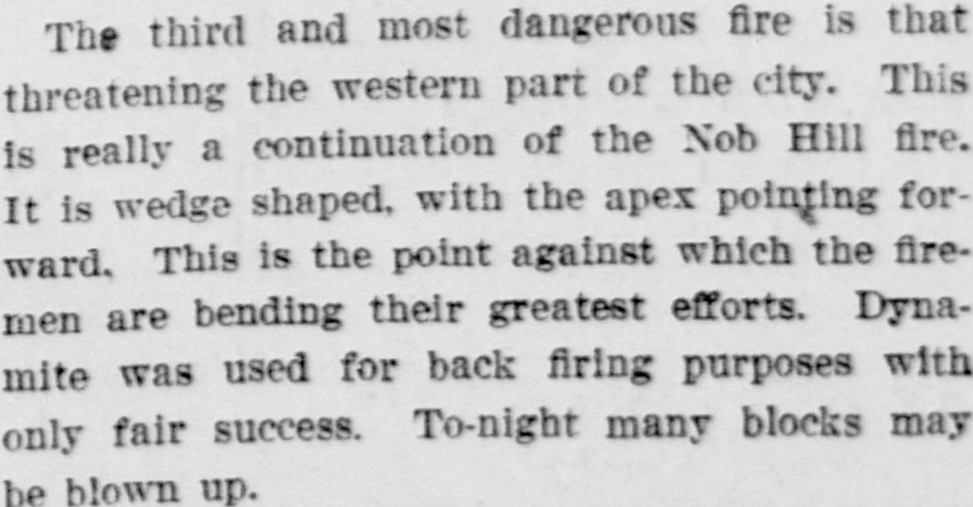 The third and most dangerous fire is that
threatening the western part of the city. This
is really a continuation of the Nob Hill fire.
It is wedge shaped, with the apex pointing for-
ward. This is the point against which the fire-
men are bending their greatest efforts. Dyna-
mite was used for back firing purposes with
only fair success. To-night many blocks may
be blown up.